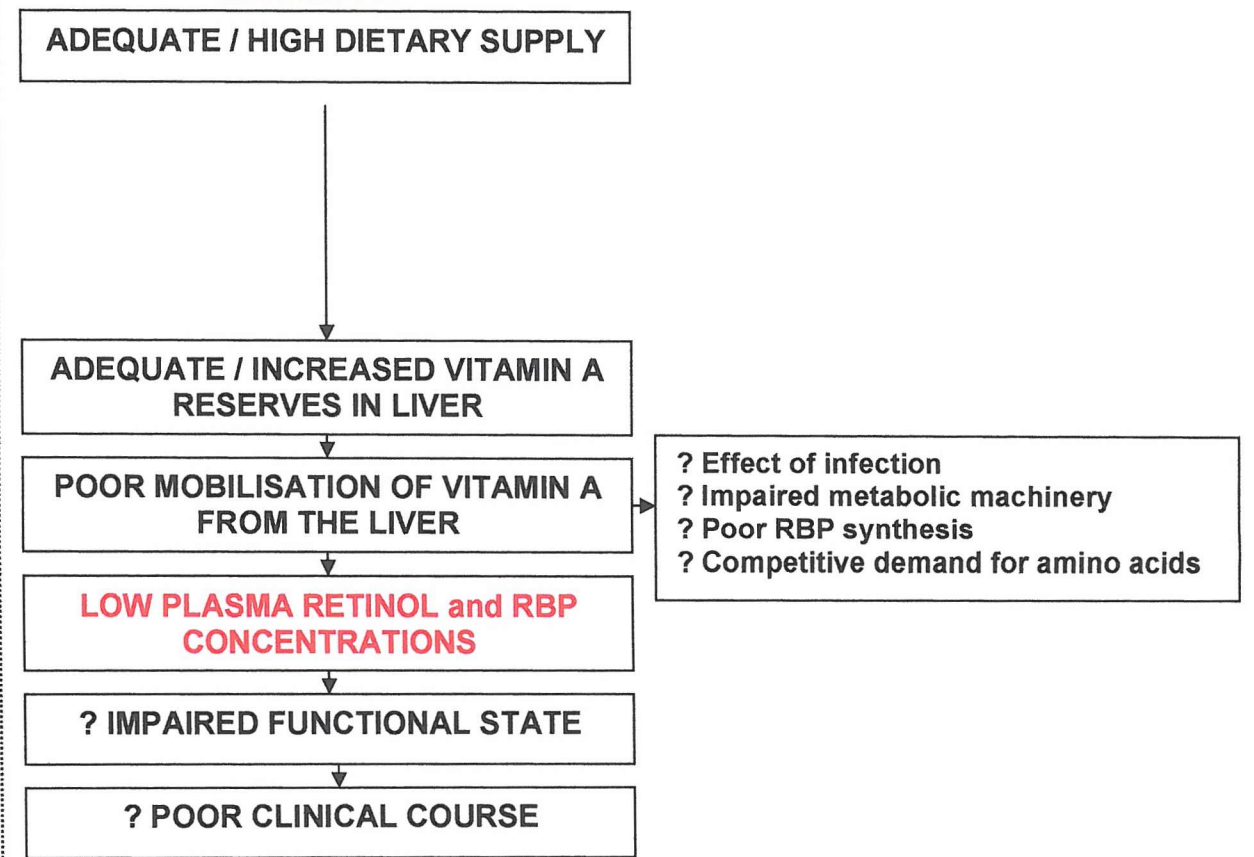 ADEQUATE / HIGH DIETARY SUPPLY
ADEQUATE / INCREASED VITAMIN A
RESERVES IN LIVER
POOR MOBILISATION OF VITAMIN A
FROM THE LIVER
? Effect of infection
? Impaired metabolic machinery
? Poor RBP synthesis
? Competitive demand for amino acids
LOW PLASMA RETINOL and RBP
CONCENTRATIONS
? IMPAIRED FUNCTIONAL STATE
? POOR CLINICAL COURSE